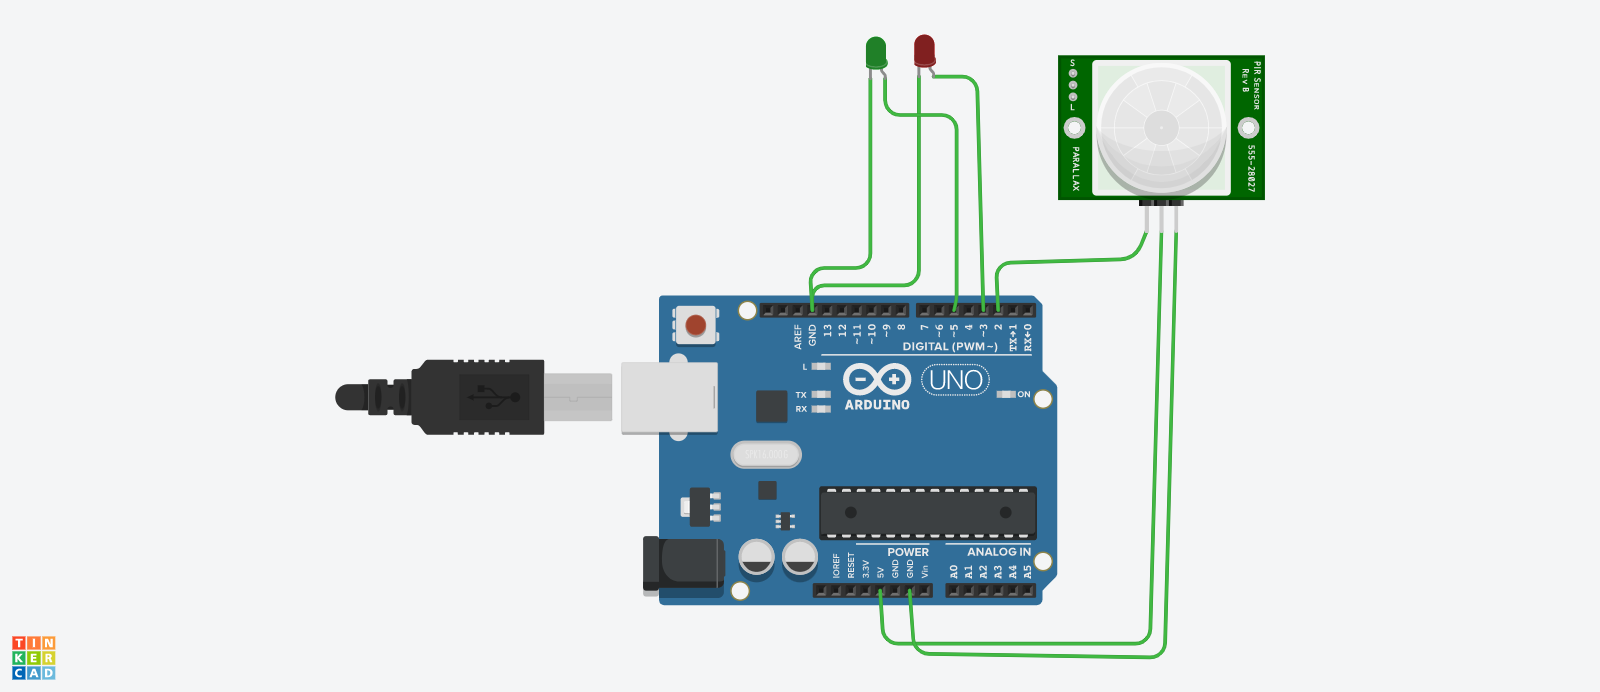 S
L
PIR SENSOR
REV B
PARALLAX
555-28027
AREF
GND
13
12
~11
~10
~9
8
7
~6
~5
4
~3
2
TX→1
RX←0
DIGITAL (PWM~)
L
TX
RX
ARDUINO
UNO
ON
POWER
ANALOG IN
IOREF
RESET
3.3V
5V
GND
GND
Vin
A0
A1
A2
A3
A4
A5
TIN
KER
CAD